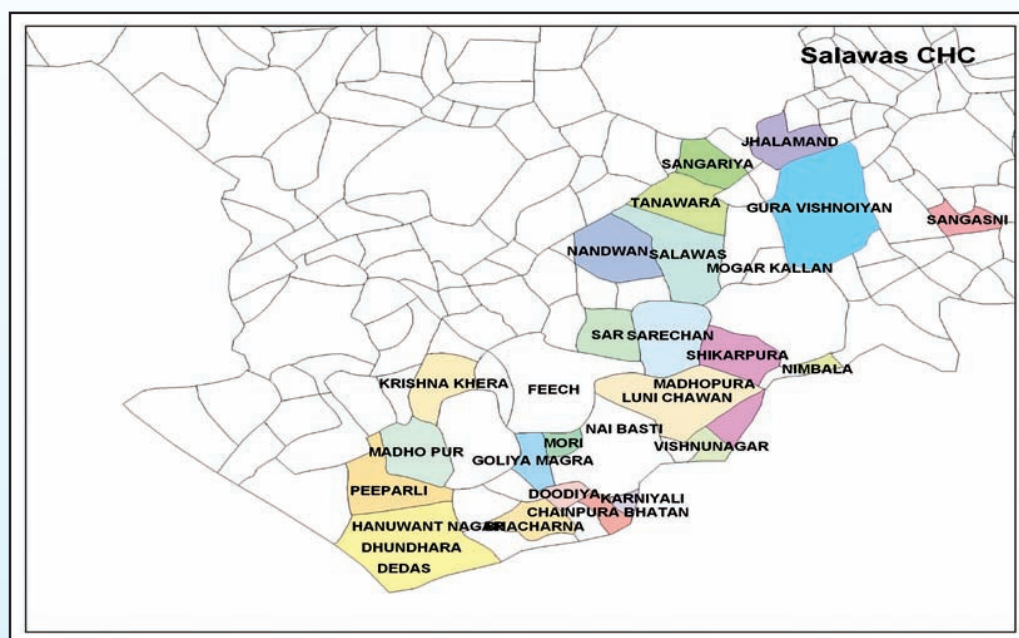 Salawas CHC
JHALAMAND
SANGARIYA
TANAWARA
GURA VISHNOIYAN
SANGASNI
NANDWAN
SALAWAS
MOGAR KALLAN
SAR
SARECHAN
SHIKARPURA
NIMBALA
KRISHNA KHERA
FEECH
MADHOPURA
LUNI CHAWAN
NAI BASTI
MORI
VISHNUNAGAR
MADHO PUR
GOLIYA MAGRA
PEEPARLI
DOODIYA
KARNIYALI
CHAINPURA BHATAN
HANUWANT NAGAR
BHACHARNA
DHUNDHARA
DEDAS